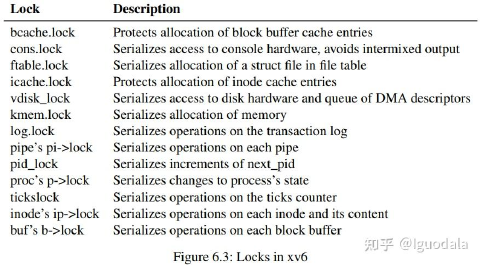 Lock Description
bcache.lock Protects allocation of block buffer cache entries
cons.lock Serializes access to console hardware, avoids intermixed output
ftable.lock Serializes allocation of a struct file in file table
icache.lock Protects allocation of inode cache entries
vdisk_lock Serializes access to disk hardware and queue of DMA descriptors
kmem.lock Serializes allocation of memory
log.lock Serializes operations on the transaction log
pipe's pi->lock Serializes operations on each pipe
pid_lock Serializes increments of next_pid
proc's p->lock Serializes changes to process's state
tickslock Serializes operations on the ticks counter
inode's ip->lock Serializes operations on each inode and its content
buf's b->lock Serializes operations on each block buffer
Figure 6.3: Locks in xv6
知乎 @lguodala